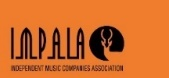 IMPALA
INDEPENDENT MUSIC COMPANIES ASSOCIATION